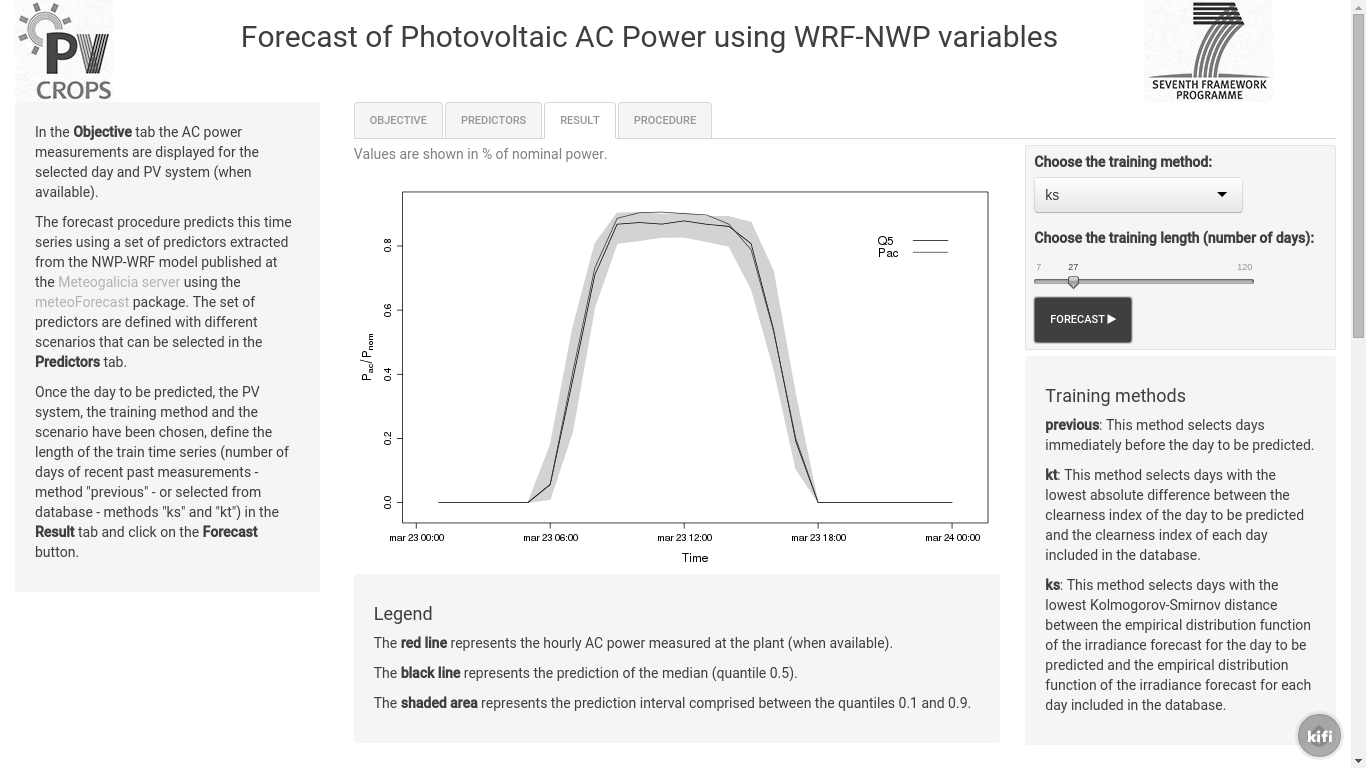 PV
CROPS
Forecast of Photovoltaic AC Power using WRF-NWP variables
7
SEVENTH FRAMEWORK
PROGRAMME
In the Objective tab the AC power
measurements are displayed for the
selected day and PV system (when
available).
The forecast procedure predicts this time
series using a set of predictors extracted
from the NWP-WRF model published at
the Meteogalicia server using the
meteoForecast package. The set of
predictors are defined with different
scenarios that can be selected in the
Predictors tab.
Once the day to be predicted, the PV
system, the training method and the
scenario have been chosen, define the
length of the train time series (number of
days of recent past measurements -
method "previous" - or selected from
database - methods "ks" and "kt") in the
Result tab and click on the Forecast
button.
OBJECTIVE PREDICTORS RESULT PROCEDURE
Values are shown in % of nominal power.
Q5
Pac
0.8
0.6
0.4
0.2
0.0
Pac/Pnom
mar 23 00:00 mar 23 06:00 mar 23 12:00 mar 23 18:00 mar 24 00:00
Time
Legend
The red line represents the hourly AC power measured at the plant (when available).
The black line represents the prediction of the median (quantile 0.5).
The shaded area represents the prediction interval comprised between the quantiles 0.1 and 0.9.
Choose the training method:
ks
Choose the training length (number of days):
7 27 120
FORECAST
Training methods
previous: This method selects days
immediately before the day to be predicted.
kt: This method selects days with the
lowest absolute difference between the
clearness index of the day to be predicted
and the clearness index of each day
included in the database.
ks: This method selects days with the
lowest Kolmogorov-Smirnov distance
between the empirical distribution function
of the irradiance forecast for the day to be
predicted and the empirical distribution
function of the irradiance forecast for each
day included in the database.
kifi